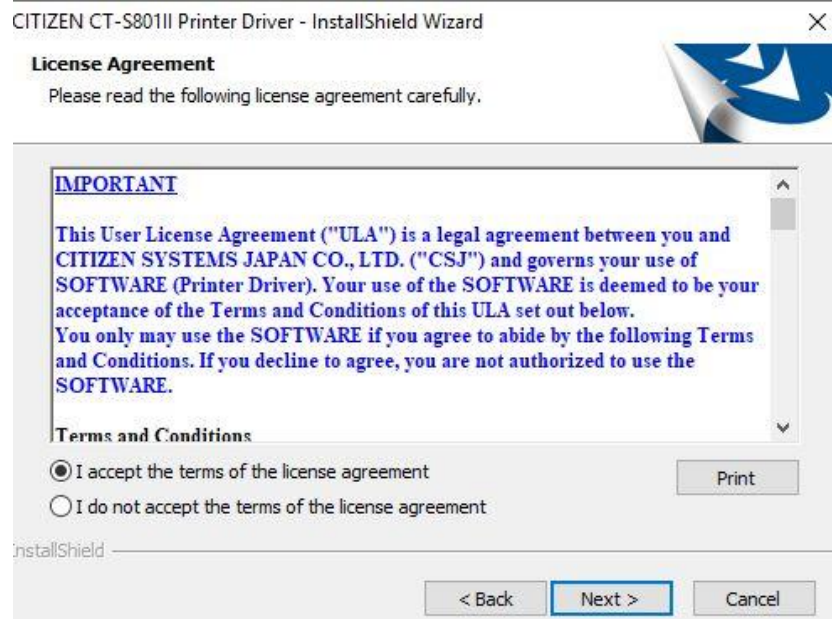 CITIZEN CT-S801II Printer Driver - InstallShield Wizard
License Agreement
Please read the following license agreement carefully.
IMPORTANT
This User License Agreement ("ULA") is a legal agreement between you and
CITIZEN SYSTEMS JAPAN CO., LTD. ("CSJ") and governs your use of
SOFTWARE (Printer Driver). Your use of the SOFTWARE is deemed to be your
acceptance of the Terms and Conditions of this ULA set out below.
You only may use the SOFTWARE if you agree to abide by the following Terms
and Conditions. If you decline to agree, you are not authorized to use the
SOFTWARE.
Terms and Conditions
I accept the terms of the license agreement
Print
I do not accept the terms of the license agreement
InstallShield
< Back
Next >
Cancel